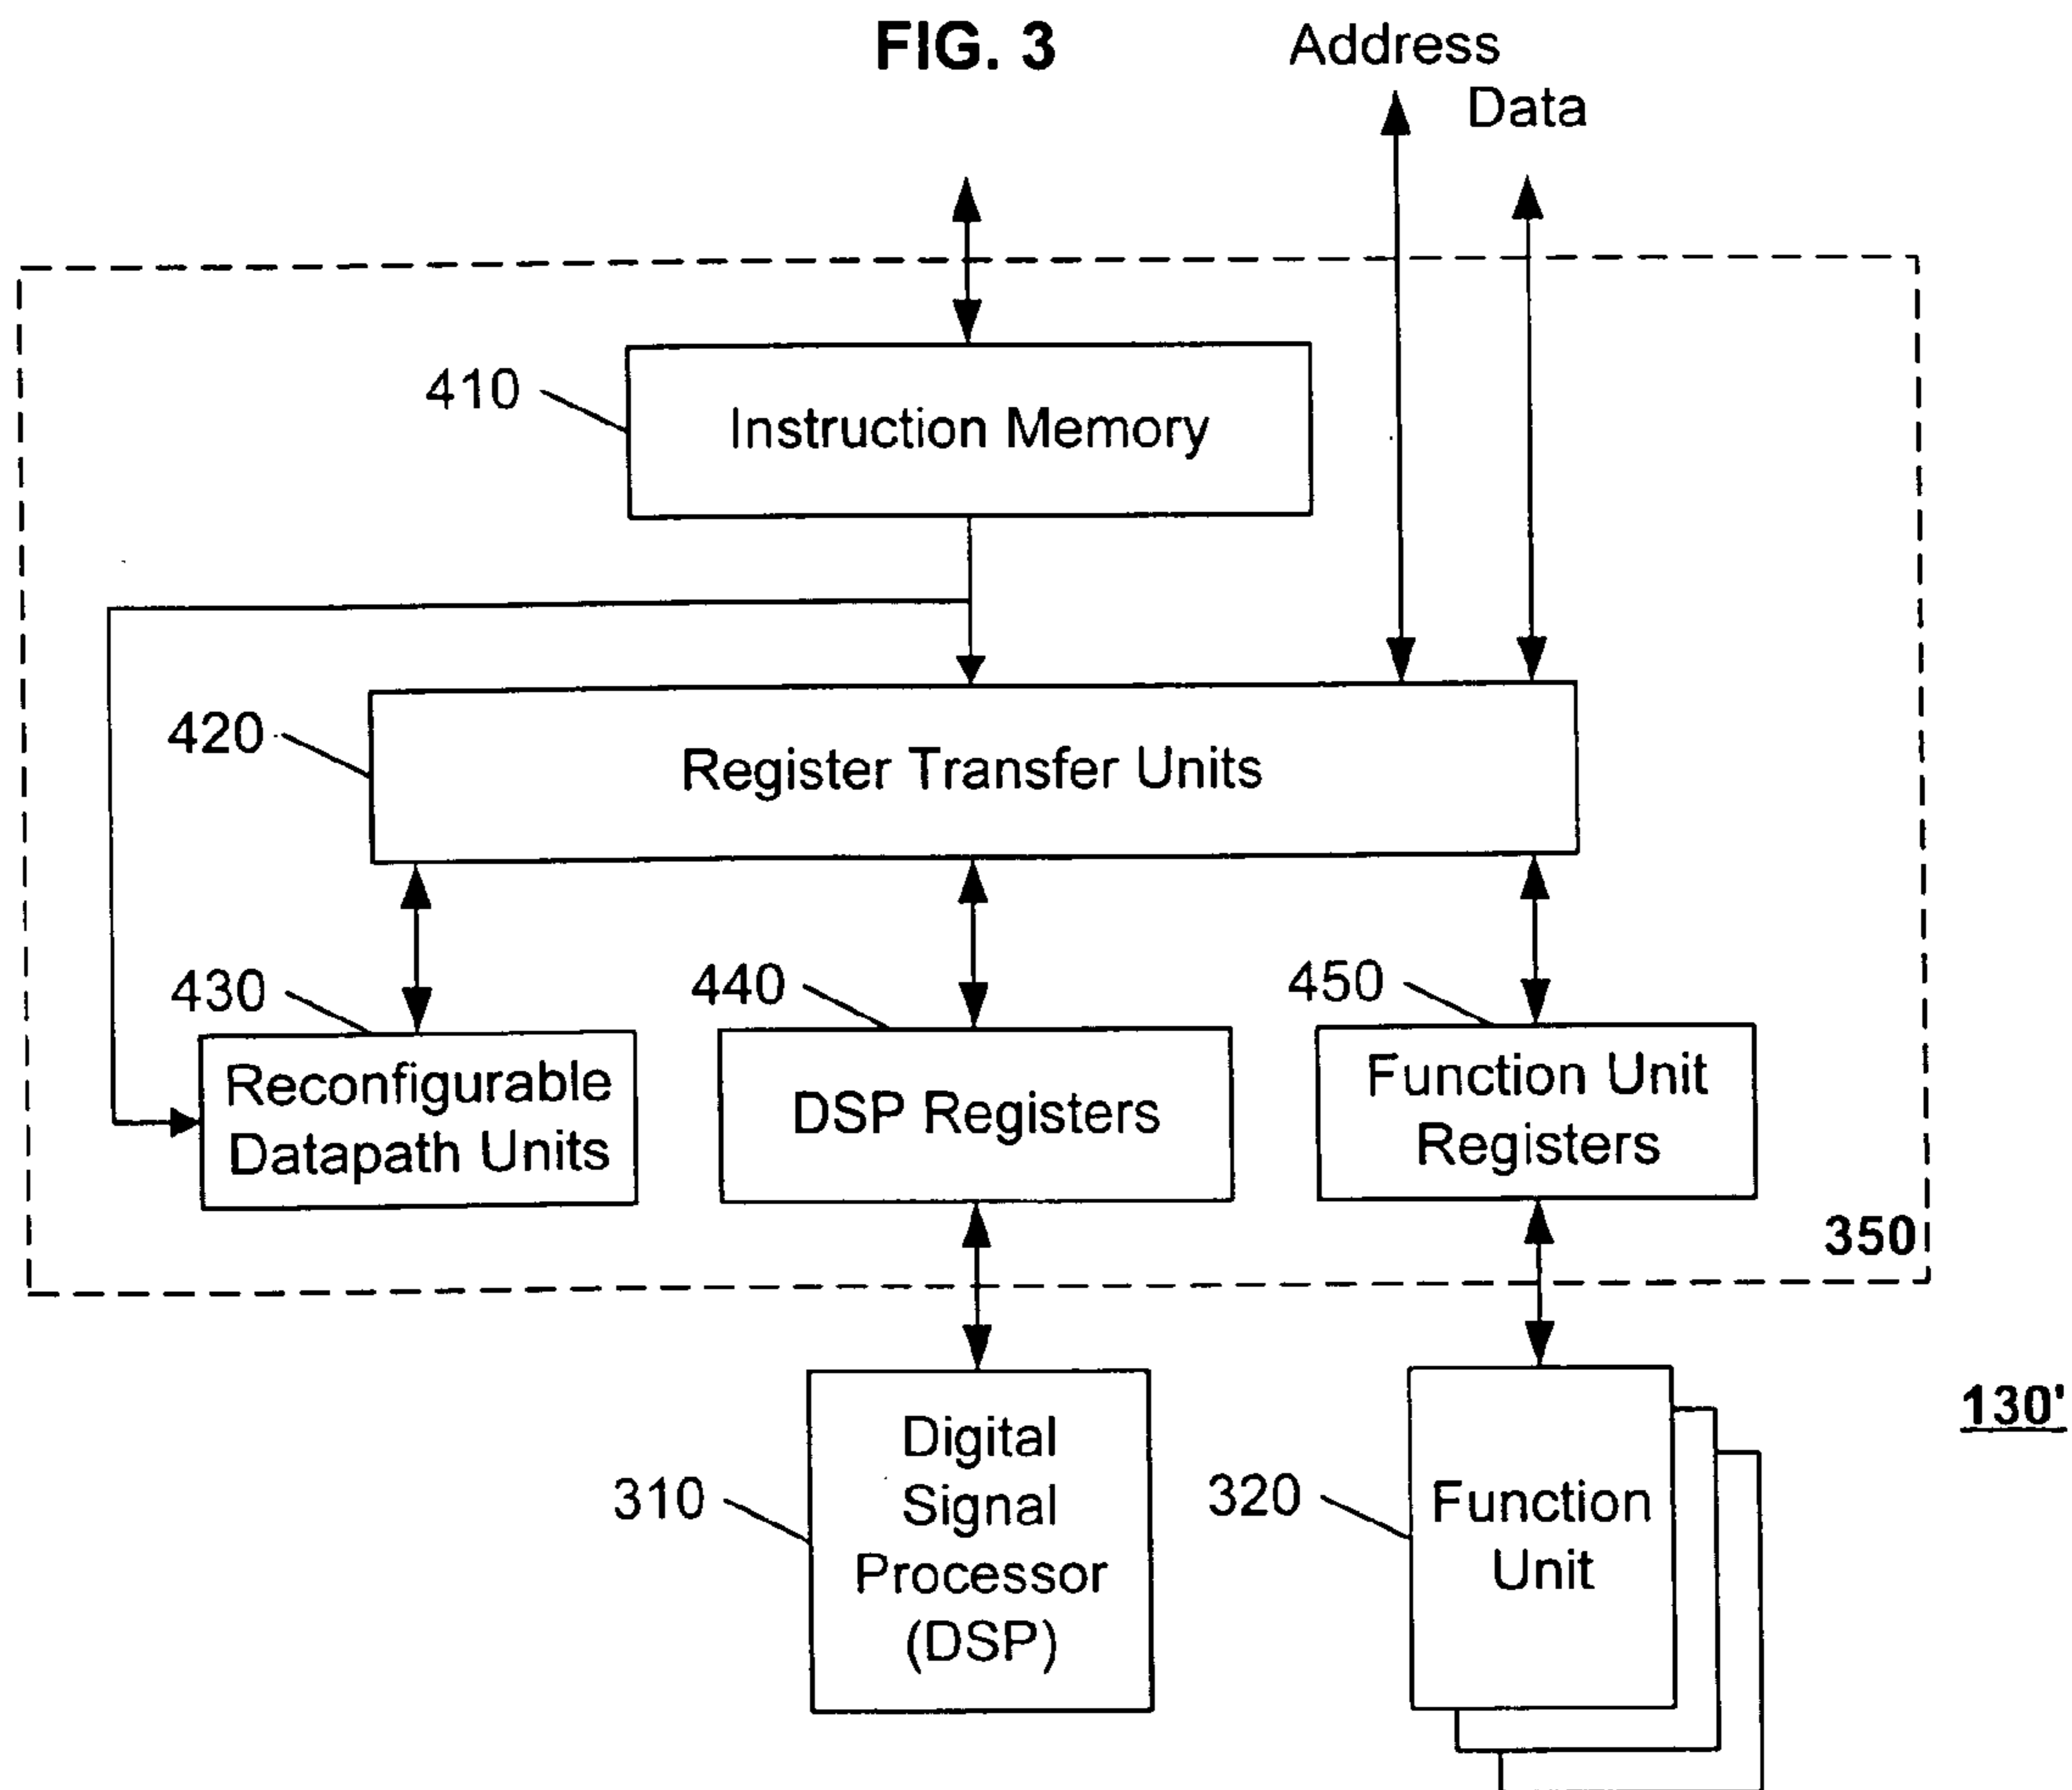 FIG. 3
Address
Data
410
Instruction Memory
420
Register Transfer Units
430
Reconfigurable
Datapath Units
440
DSP Registers
450
Function Unit
Registers
350
310
Digital
Signal
Processor
(DSP)
320
Function
Unit
130'